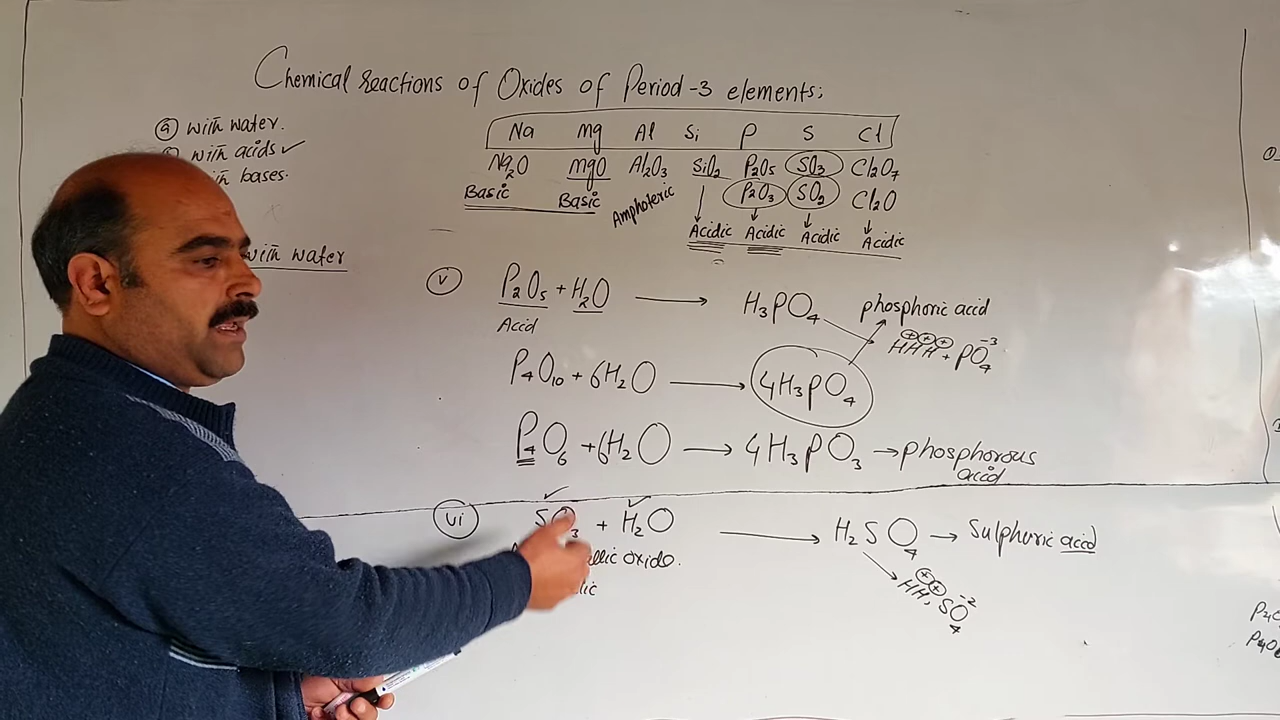 Chemical reactions of Oxides of Period-3 elements:
ⓐ with water.
with acids ✓
bases.
Na Mg Al Si P S Cl
Na₂O MgO Al₂O₃ SiO₂ P₂O₅ SO₃ Cl₂O₇
P₂O₃ SO₂ Cl₂O
Basic Basic Amphoteric ↓ Acidic ↓ Acidic ↓ Acidic ↓ Acidic
with water
ⓥ P₂O₅ + H₂O ⟶ H₃PO₄ phosphoric acid
Acid
H⁺H⁺H⁺ + PO₄⁻³
P₄O₁₀ + 6H₂O ⟶ 4H₃PO₄
P₄O₆ + 6H₂O ⟶ 4H₃PO₃ → phosphorous
acid
vi SO₃ + H₂O ⟶ H₂SO₄ → Sulphuric acid
oxide.
H⁺H⁺, SO₄⁻²